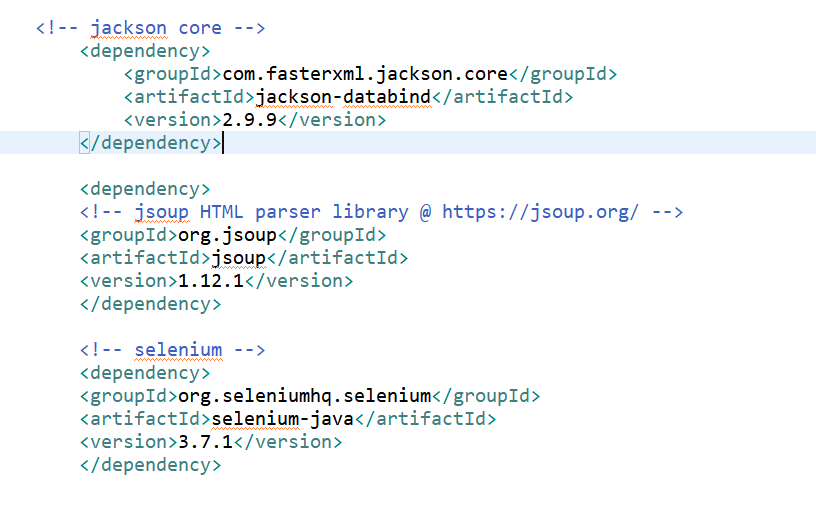 <!-- jackson core -->
<dependency>
<groupId>com.fasterxml.jackson.core</groupId>
<artifactId>jackson-databind</artifactId>
<version>2.9.9</version>
</dependency>
<dependency>
<!-- jsoup HTML parser library @ https://jsoup.org/ -->
<groupId>org.jsoup</groupId>
<artifactId>jsoup</artifactId>
<version>1.12.1</version>
</dependency>
<!-- selenium -->
<dependency>
<groupId>org.seleniumhq.selenium</groupId>
<artifactId>selenium-java</artifactId>
<version>3.7.1</version>
</dependency>